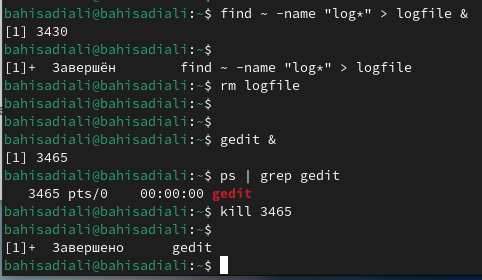 bahisadiali@bahisadiali:~$ find ~ -name "log*" > logfile &
[1] 3430
bahisadiali@bahisadiali:~$
[1]+  Завершён        find ~ -name "log*" > logfile
bahisadiali@bahisadiali:~$ rm logfile
bahisadiali@bahisadiali:~$
bahisadiali@bahisadiali:~$
bahisadiali@bahisadiali:~$ gedit &
[1] 3465
bahisadiali@bahisadiali:~$ ps | grep gedit
   3465 pts/0    00:00:00 gedit
bahisadiali@bahisadiali:~$ kill 3465
bahisadiali@bahisadiali:~$
[1]+  Завершено      gedit
bahisadiali@bahisadiali:~$